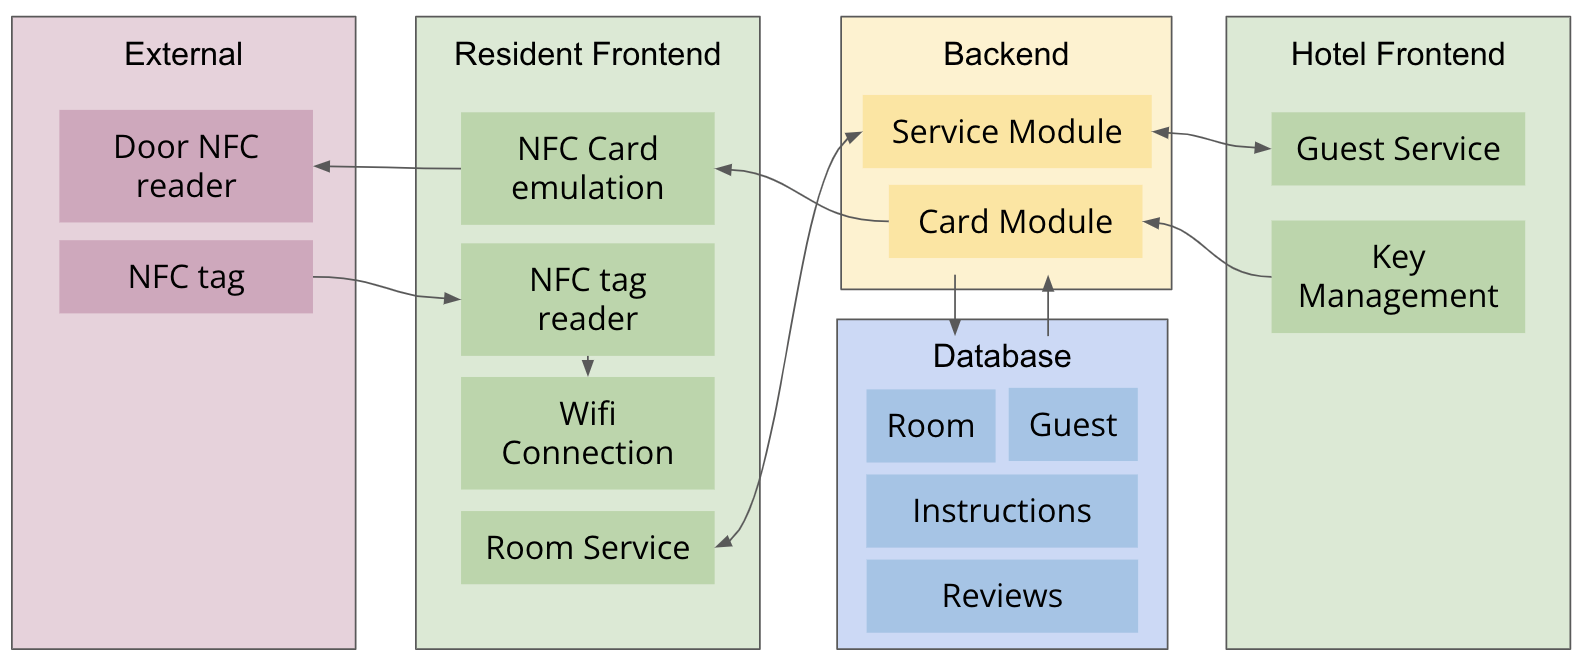 External
Door NFC
reader
NFC tag
Resident Frontend
NFC Card
emulation
NFC tag
reader
Wifi
Connection
Room Service
Backend
Service Module
Card Module
Database
Room
Guest
Instructions
Reviews
Hotel Frontend
Guest Service
Key
Management